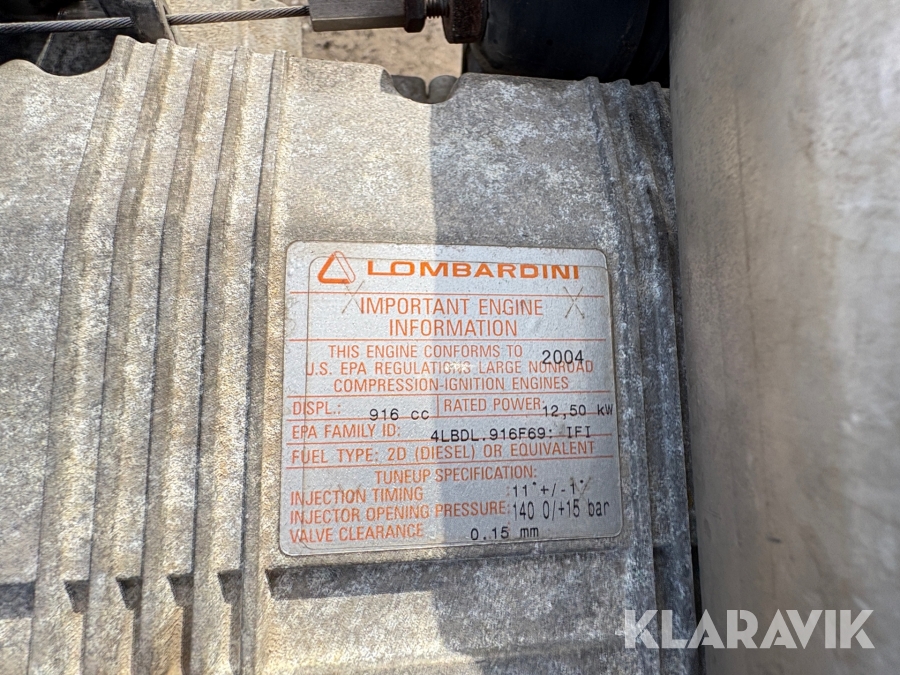 LOMBARDINI
IMPORTANT ENGINE
INFORMATION
THIS ENGINE CONFORMS TO 2004
U.S. EPA REGULATIONS LARGE NONROAD
COMPRESSION-IGNITION ENGINES
DISPL.: 916 cc RATED POWER: 12,50 kW
EPA FAMILY ID: 4LBDL.916F69; IFI
FUEL TYPE: 2D (DIESEL) OR EQUIVALENT
TUNEUP SPECIFICATION:
INJECTION TIMING 11°+/-1°
INJECTOR OPENING PRESSURE: 140 0/+15 bar
VALVE CLEARANCE 0.15 mm
KLARAVIK